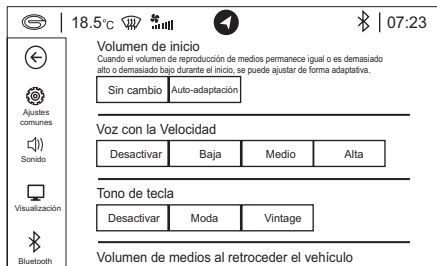 18.5°C
07:23
Volumen de inicio
Cuando el volumen de reproducción de medios permanece igual o es demasiado
alto o demasiado bajo durante el inicio, se puede ajustar de forma adaptativa.
Sin cambio Auto-adaptación
Ajustes
comunes
Voz con la Velocidad
Sonido
Desactivar Baja Medio Alta
Tono de tecla
Visualización
Desactivar Moda Vintage
Volumen de medios al retroceder el vehículo
Bluetooth